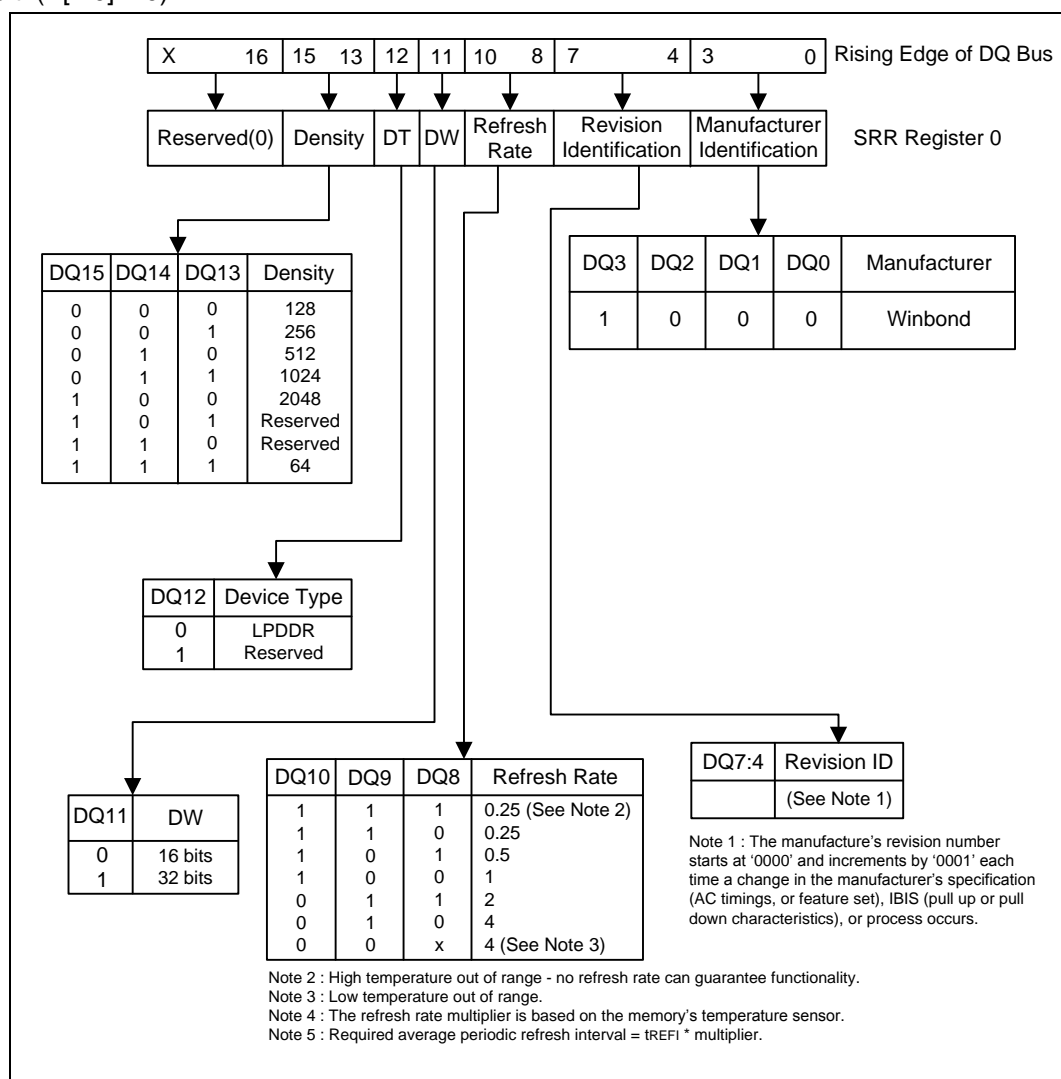 X 16 15 13 12 11 10 8 7 4 3 0 Rising Edge of DQ Bus
Reserved(0) Density DT DW Refresh Rate Revision Identification Manufacturer Identification SRR Register 0
DQ15 DQ14 DQ13 Density
0 0 0 128
0 0 1 256
0 1 0 512
0 1 1 1024
1 0 0 2048
1 0 1 Reserved
1 1 0 Reserved
1 1 1 64
DQ3 DQ2 DQ1 DQ0 Manufacturer
1 0 0 0 Winbond
DQ12 Device Type
0 LPDDR
1 Reserved
DQ11 DW
0 16 bits
1 32 bits
DQ10 DQ9 DQ8 Refresh Rate
1 1 1 0.25 (See Note 2)
1 1 0 0.25
1 0 1 0.5
1 0 0 1
0 1 1 2
0 1 0 4
0 0 x 4 (See Note 3)
DQ7:4 Revision ID
(See Note 1)
Note 1 : The manufacture’s revision number
starts at ‘0000’ and increments by ‘0001’ each
time a change in the manufacturer’s specification
(AC timings, or feature set), IBIS (pull up or pull
down characteristics), or process occurs.
Note 2 : High temperature out of range - no refresh rate can guarantee functionality.
Note 3 : Low temperature out of range.
Note 4 : The refresh rate multiplier is based on the memory’s temperature sensor.
Note 5 : Required average periodic refresh interval = tREFI * multiplier.